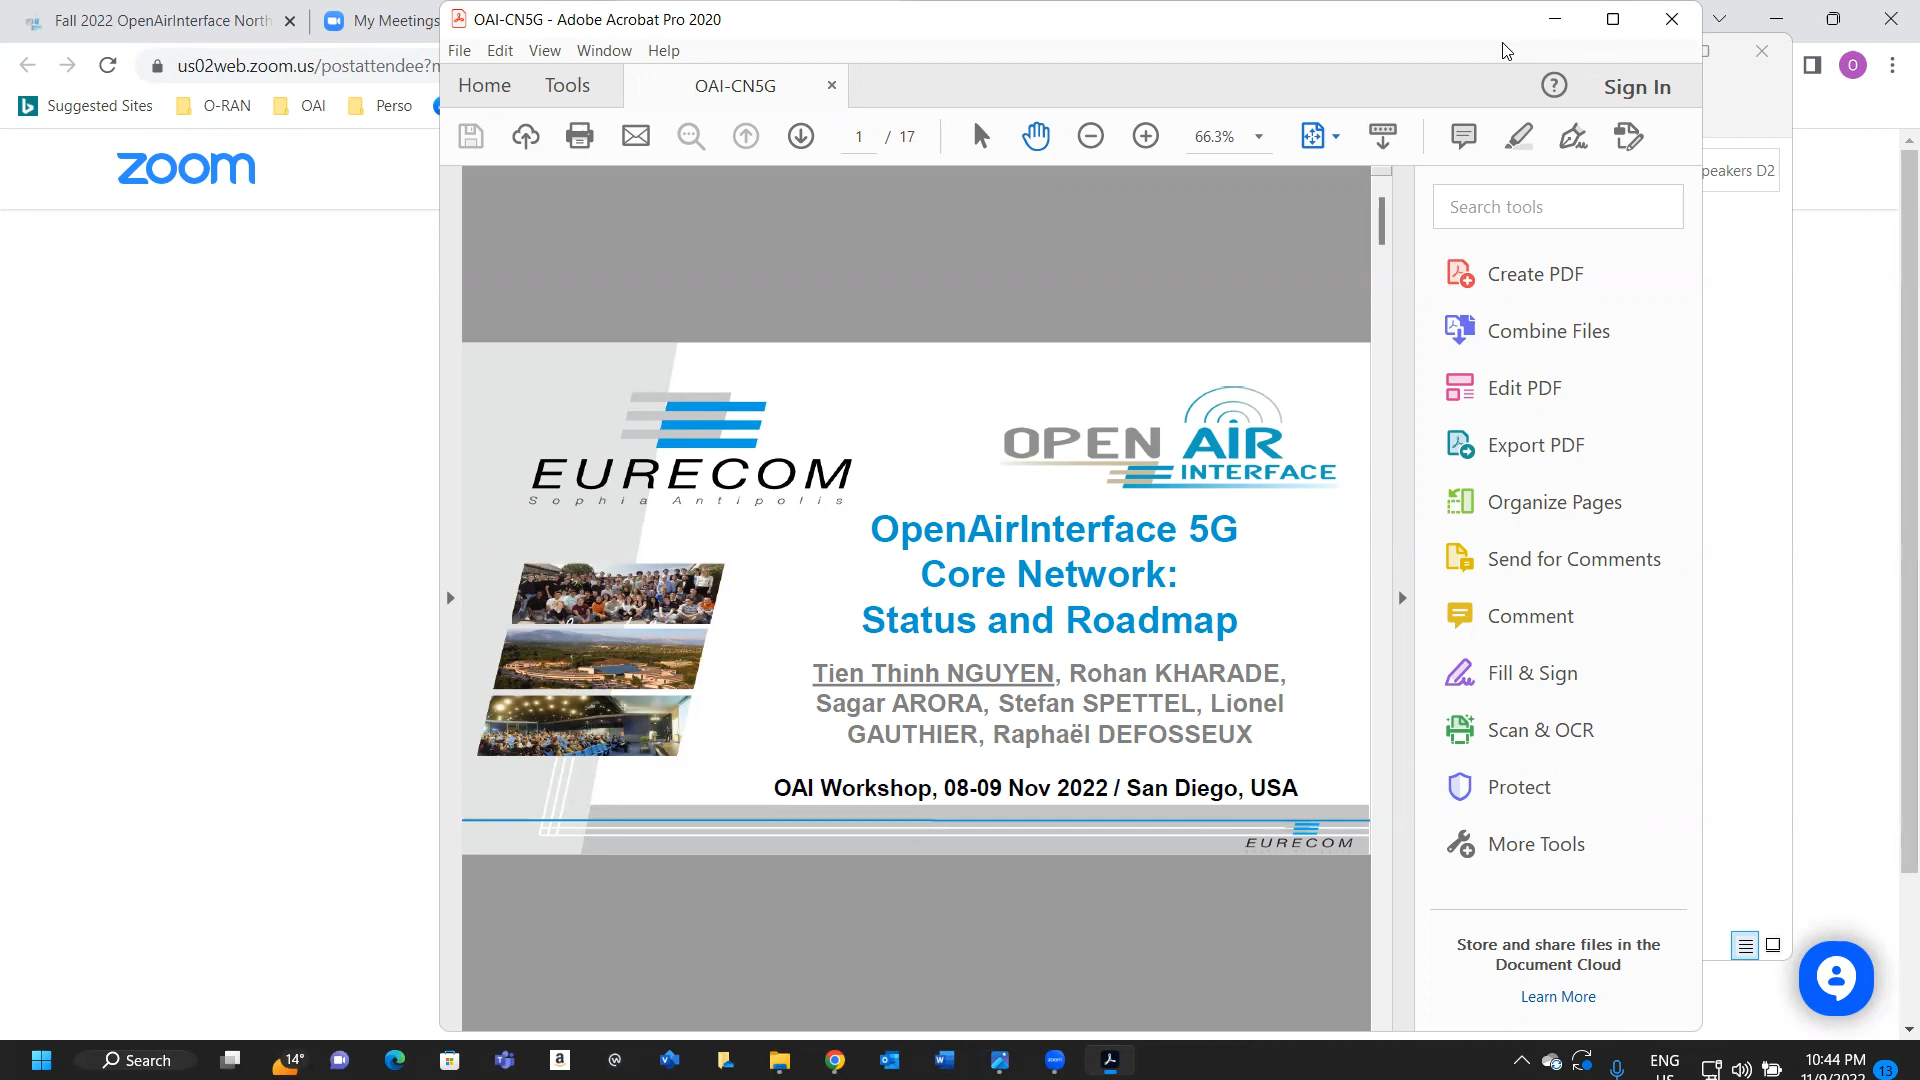 Fall 2022 OpenAirInterface North
My Meetings
OAI-CN5G - Adobe Acrobat Pro 2020
File Edit View Window Help
us02web.zoom.us/postattendee?m
O
Home Tools OAI-CN5G
Sign In
Suggested Sites O-RAN OAI Perso
1 / 17
66.3%
zoom
peakers D2
Search tools
Create PDF
Combine Files
Edit PDF
Export PDF
Organize Pages
Send for Comments
Comment
Fill & Sign
Scan & OCR
Protect
More Tools
Store and share files in the
Document Cloud
Learn More
EURECOM
Sophia Antipolis
OPEN AIR
INTERFACE
OpenAirInterface 5G
Core Network:
Status and Roadmap
Tien Thinh NGUYEN, Rohan KHARADE,
Sagar ARORA, Stefan SPETTEL, Lionel
GAUTHIER, Raphaël DEFOSSEUX
OAI Workshop, 08-09 Nov 2022 / San Diego, USA
EURECOM
Search
14°
ENG
US
10:44 PM
11/9/2022
13